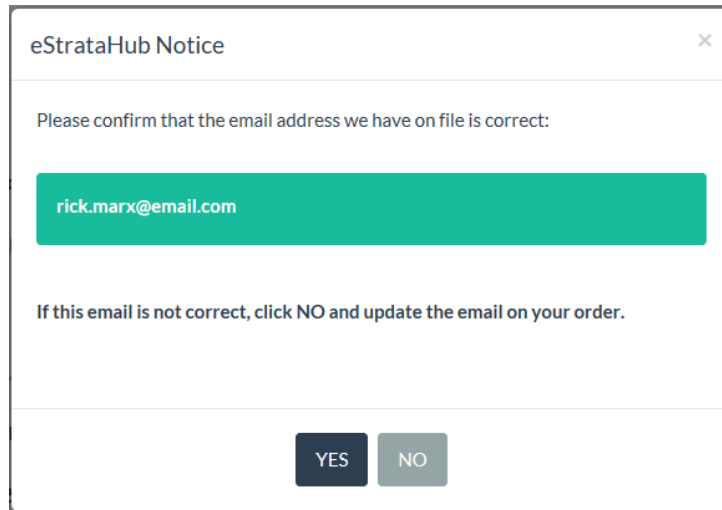 eStrataHub Notice
×
Please confirm that the email address we have on file is correct:
rick.marx@email.com
If this email is not correct, click NO and update the email on your order.
YES NO